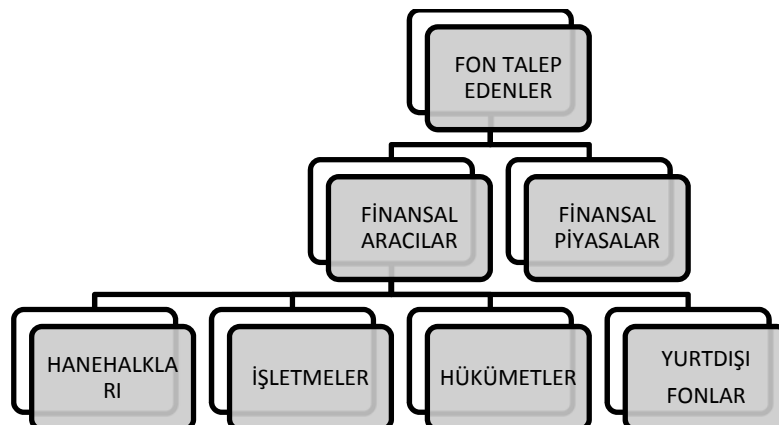 FON TALEP
EDENLER
FİNANSAL
ARACILAR
FİNANSAL
PİYASALAR
HANEHALKLA
RI
İŞLETMELER
HÜKÜMETLER
YURTDIŞI
FONLAR